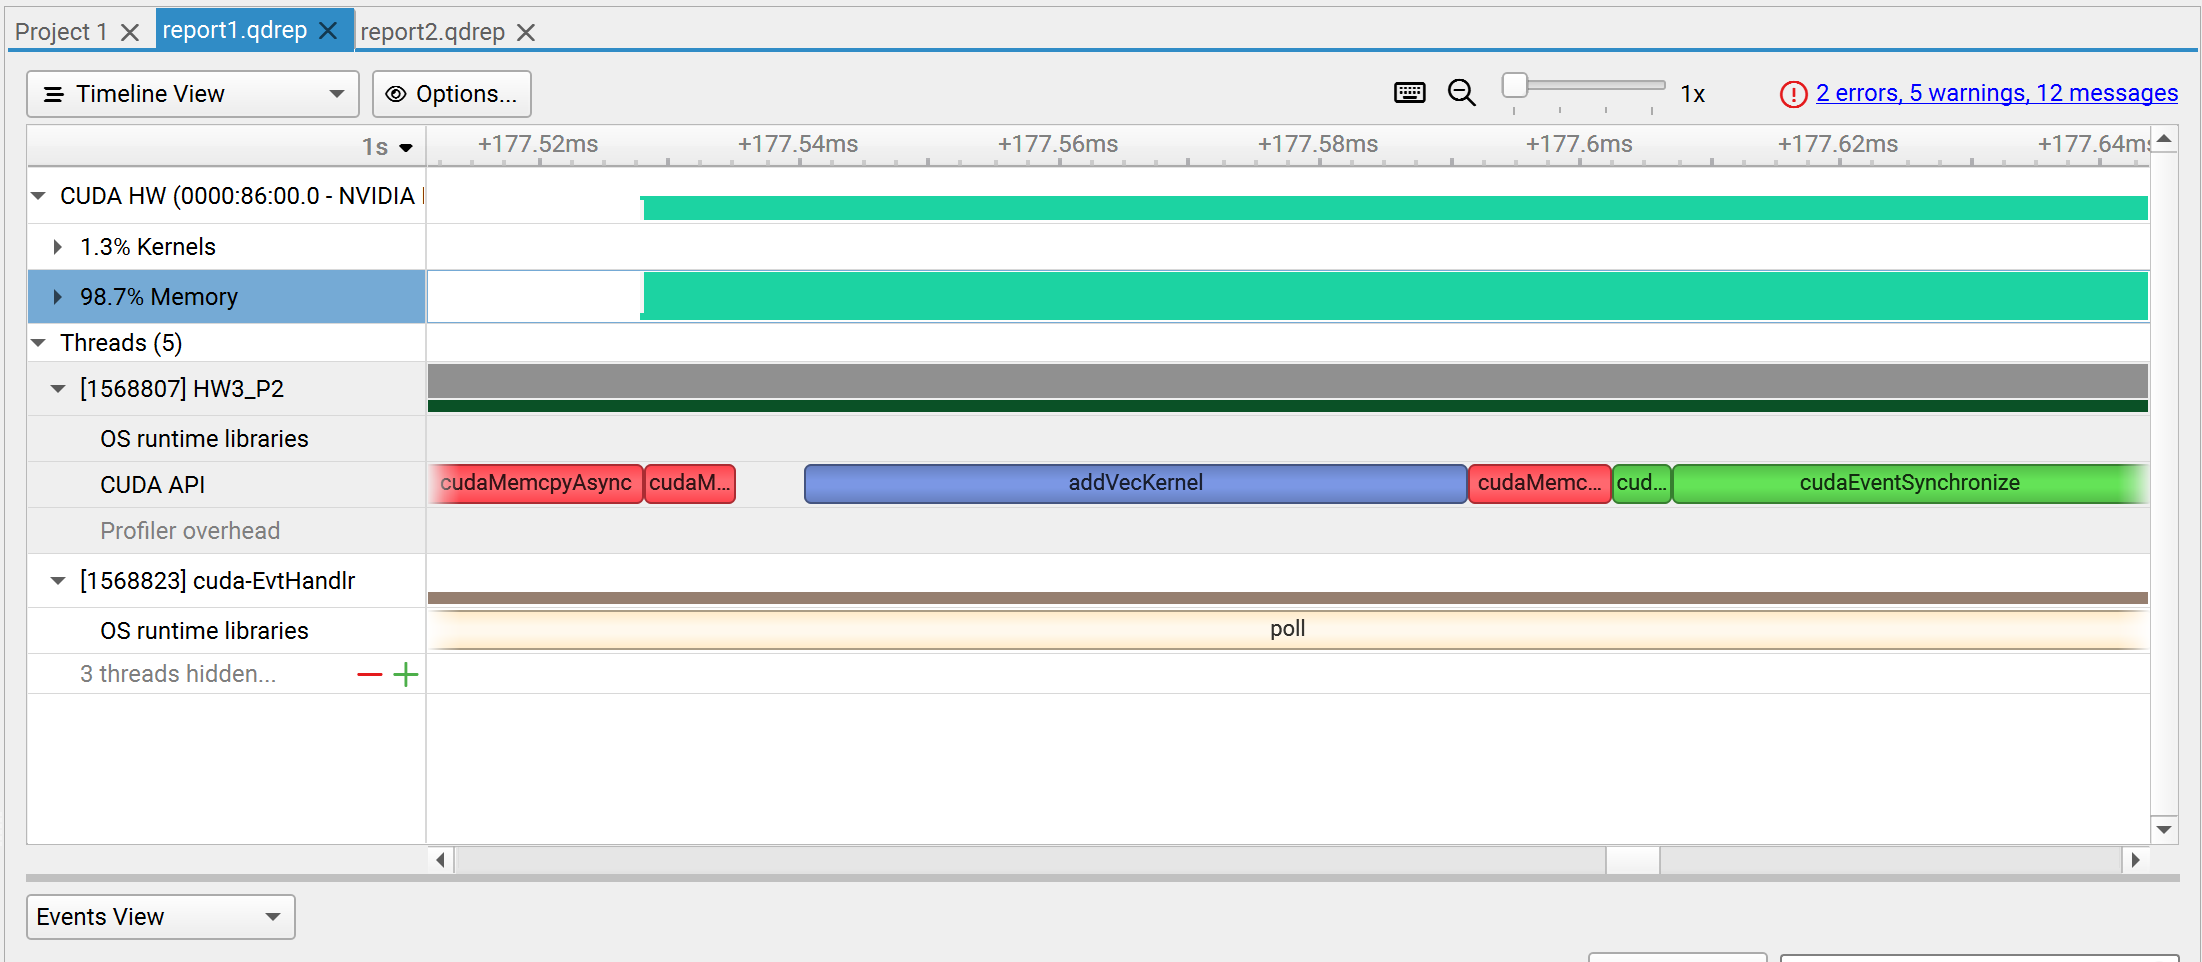 Project 1 report1.qdrep report2.qdrep
Timeline View Options... 1x 2 errors, 5 warnings, 12 messages
1s +177.52ms +177.54ms +177.56ms +177.58ms +177.6ms +177.62ms +177.64ms
CUDA HW (0000:86:00.0 - NVIDIA
1.3% Kernels
98.7% Memory
Threads (5)
[1568807] HW3_P2
OS runtime libraries
CUDA API cudaMemcpyAsync cudaM... addVecKernel cudaMemc... cud... cudaEventSynchronize
Profiler overhead
[1568823] cuda-EvtHandlr
OS runtime libraries poll
3 threads hidden...
Events View